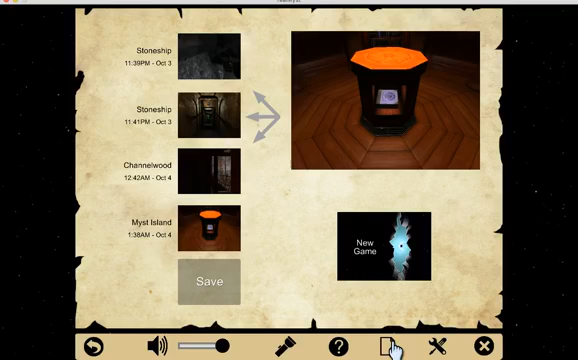 Stoneship
11:39PM - Oct 3
Stoneship
11:41PM - Oct 3
Channelwood
12:42AM - Oct 4
Myst Island
1:38AM - Oct 4
Save
New
Game
?